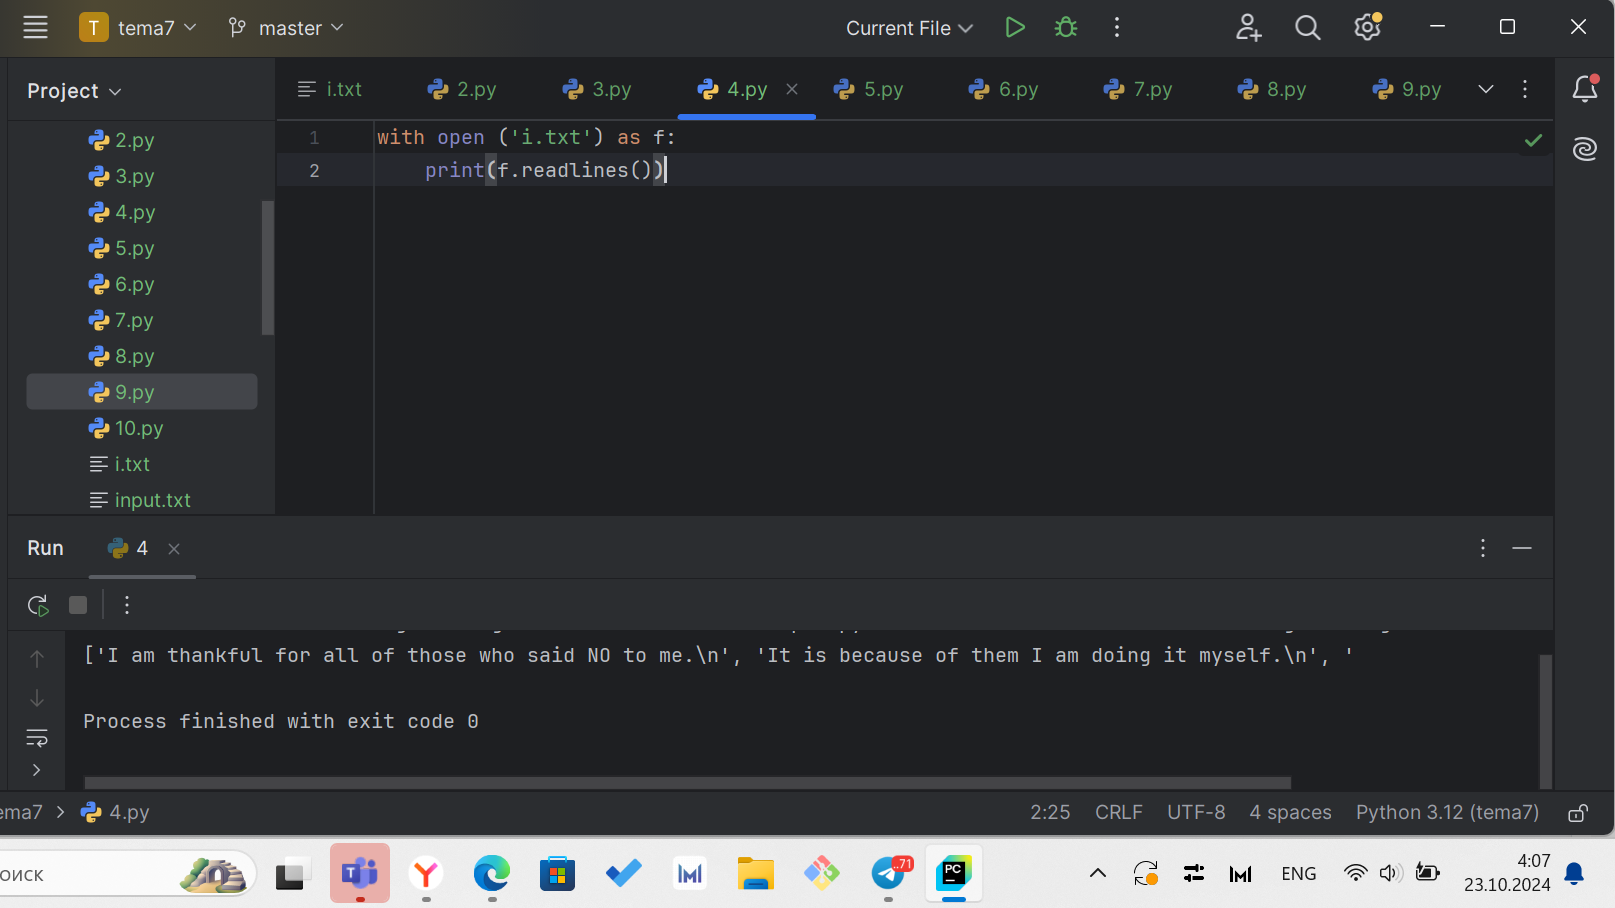 T tema7 master Current File
Project
i.txt 2.py 3.py 4.py 5.py 6.py 7.py 8.py 9.py
2.py
3.py
4.py
5.py
6.py
7.py
8.py
9.py
10.py
i.txt
input.txt
1 with open ('i.txt') as f:
2 print(f.readlines())
Run 4
['I am thankful for all of those who said NO to me.\n', 'It is because of them I am doing it myself.\n', '
Process finished with exit code 0
ema7 > 4.py 2:25 CRLF UTF-8 4 spaces Python 3.12 (tema7)
оиск
T
Y
M
..71
PC
ENG
4:07
23.10.2024